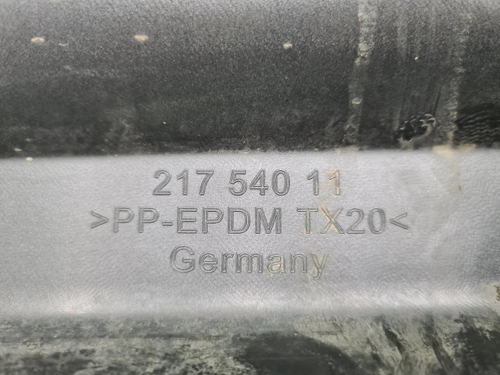 217 540 11
>PP-EPDM TX20<
Germany